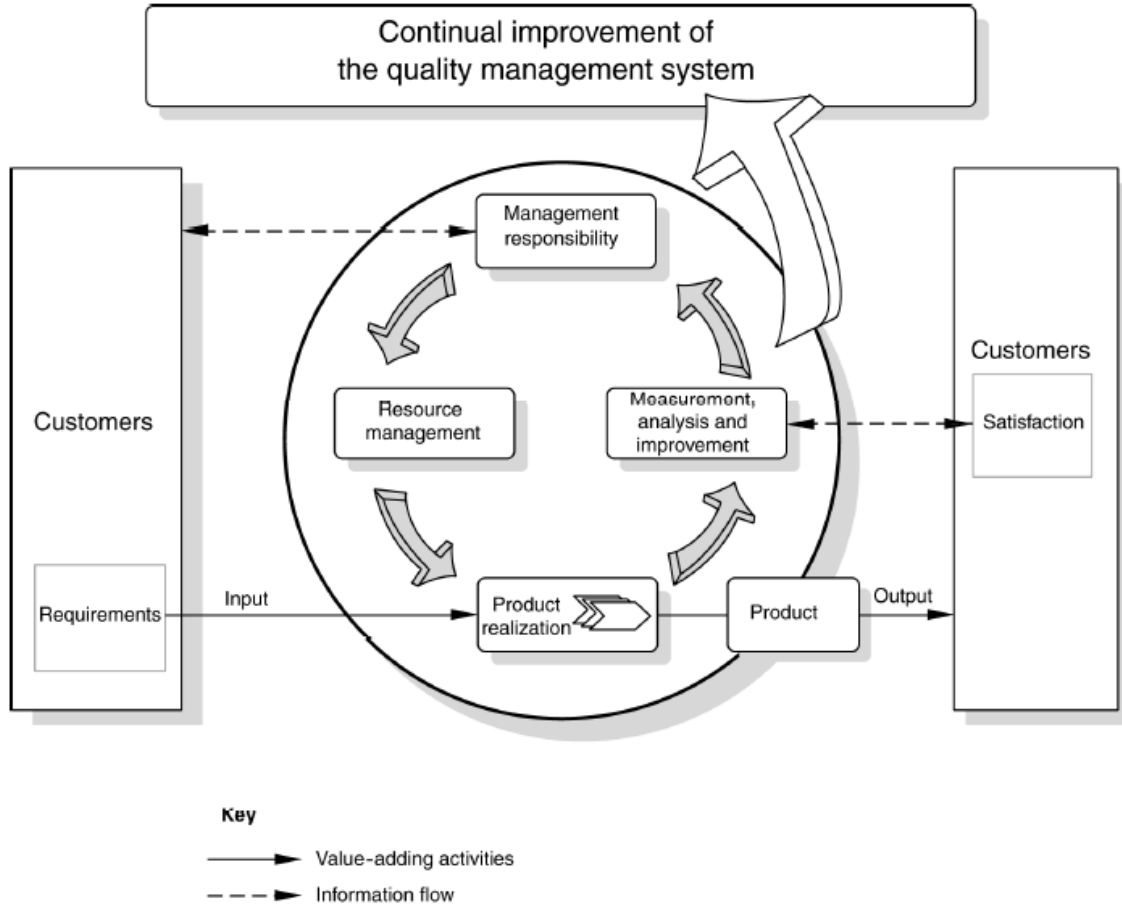 Continual improvement of
the quality management system
Management
responsibility
Customers
Resource
management
Measurement,
analysis and
improvement
Customers
Satisfaction
Requirements
Input
Product
realization
Product
Output
Key
Value-adding activities
Information flow